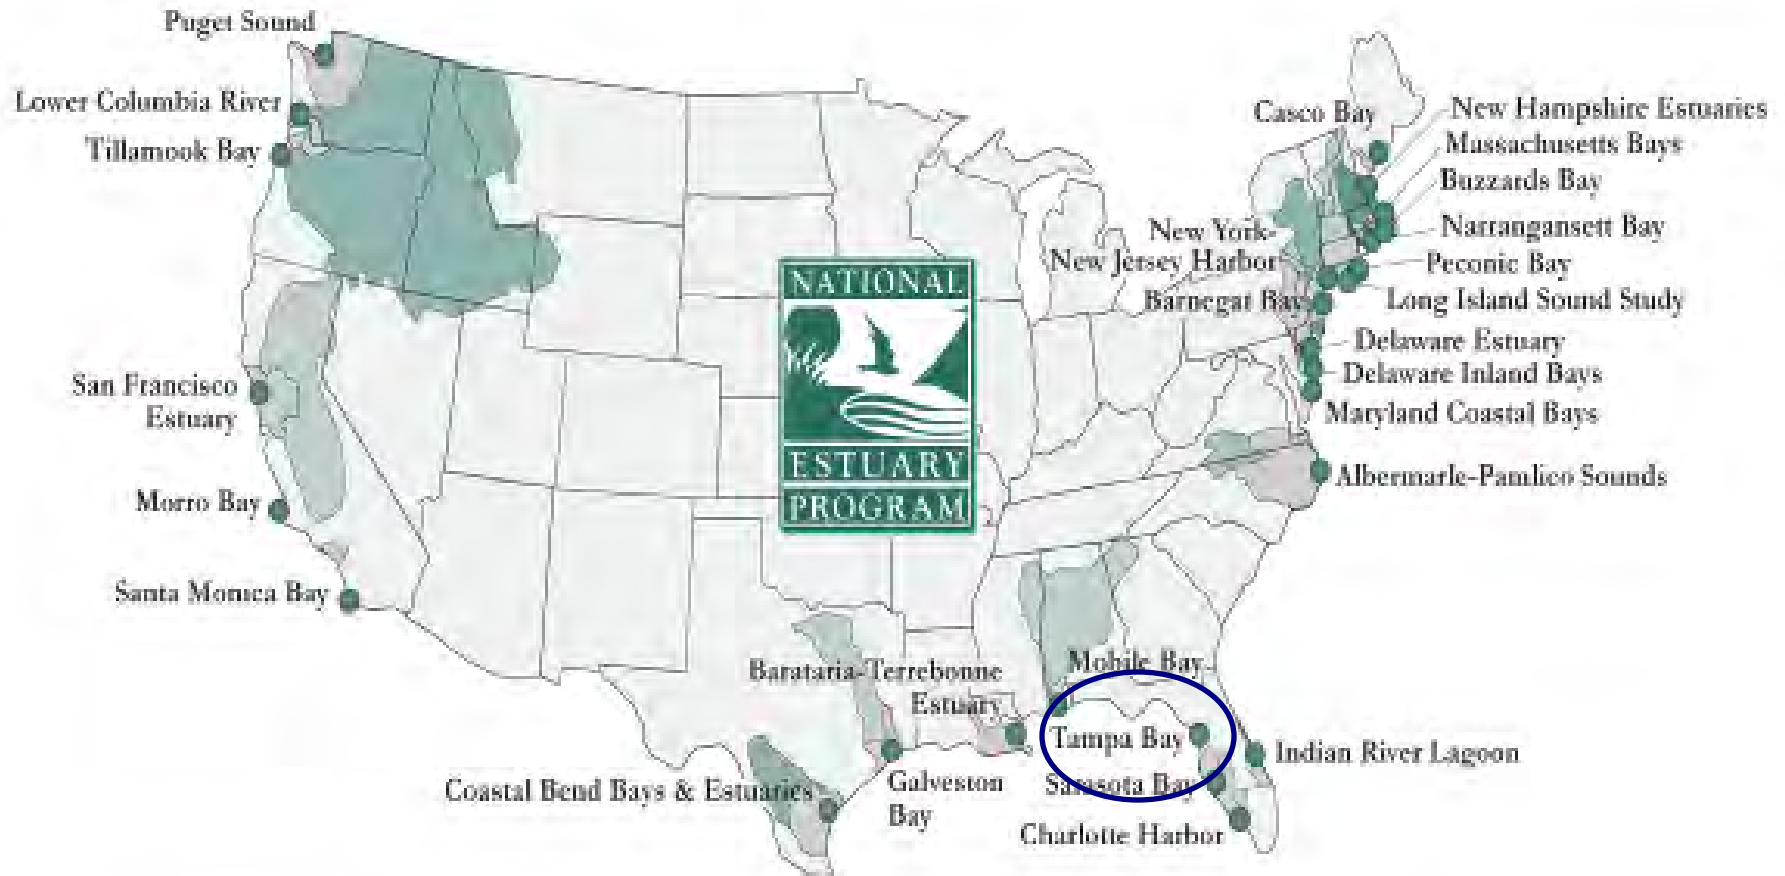 Puget Sound
Lower Columbia River
Tillamook Bay
San Francisco
Estuary
Morro Bay
Santa Monica Bay
NATIONAL
ESTUARY
PROGRAM
Casco Bay
New Hampshire Estuaries
Massachusetts Bays
Buzzards Bay
Narrangansett Bay
New York-
New Jersey Harbor
Peconic Bay
Barnegat Bay
Long Island Sound Study
Delaware Estuary
Delaware Inland Bays
Maryland Coastal Bays
Albermarle-Pamlico Sounds
Barataria-Terrebonne
Estuary
Mobile Bay
Tampa Bay
Indian River Lagoon
Sarasota Bay
Coastal Bend Bays & Estuaries
Galveston
Bay
Charlotte Harbor